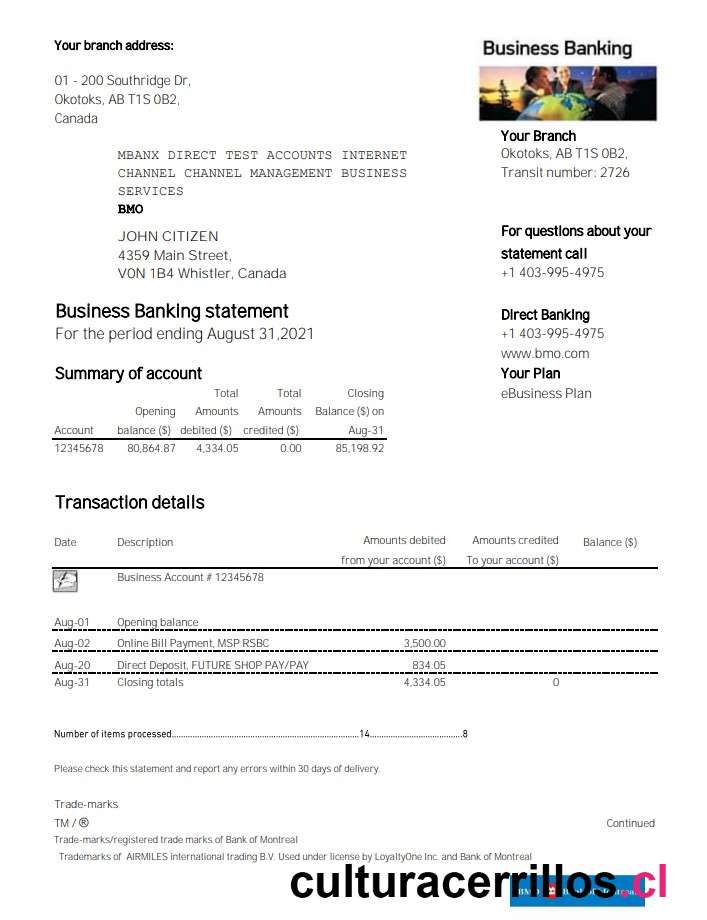 Your branch address:
01 - 200 Southridge Dr,
Okotoks, AB T1S 0B2,
Canada
Business Banking
Your Branch
Okotoks, AB T1S 0B2,
Transit number: 2726
MBANX DIRECT TEST ACCOUNTS INTERNET
CHANNEL CHANNEL MANAGEMENT BUSINESS
SERVICES
BMO
JOHN CITIZEN
4359 Main Street,
V0N 1B4 Whistler, Canada
For questions about your
statement call
+1 403-995-4975
Direct Banking
+1 403-995-4975
www.bmo.com
Your Plan
eBusiness Plan
Business Banking statement
For the period ending August 31,2021
Summary of account
Total Total Closing
Opening Amounts Amounts Balance ($) on
Account balance ($) debited ($) credited ($) Aug-31
12345678 80,864.87 4,334.05 0.00 85,198.92
Transaction details
Date Description Amounts debited Amounts credited Balance ($)
from your account ($) To your account ($)
Business Account # 12345678
Aug-01 Opening balance
Aug-02 Online Bill Payment, MSP RSBC 3,500.00
Aug-20 Direct Deposit, FUTURE SHOP PAY/PAY 834.05
Aug-31 Closing totals 4,334.05 0
Number of items processed....................14....................8
Please check this statement and report any errors within 30 days of delivery.
Trade-marks
TM / ® Continued
Trade-marks/registered trade marks of Bank of Montreal
Trademarks of AIRMILES international trading B.V. Used under license by LoyaltyOne Inc. and Bank of Montreal
culturacerrillos.cl